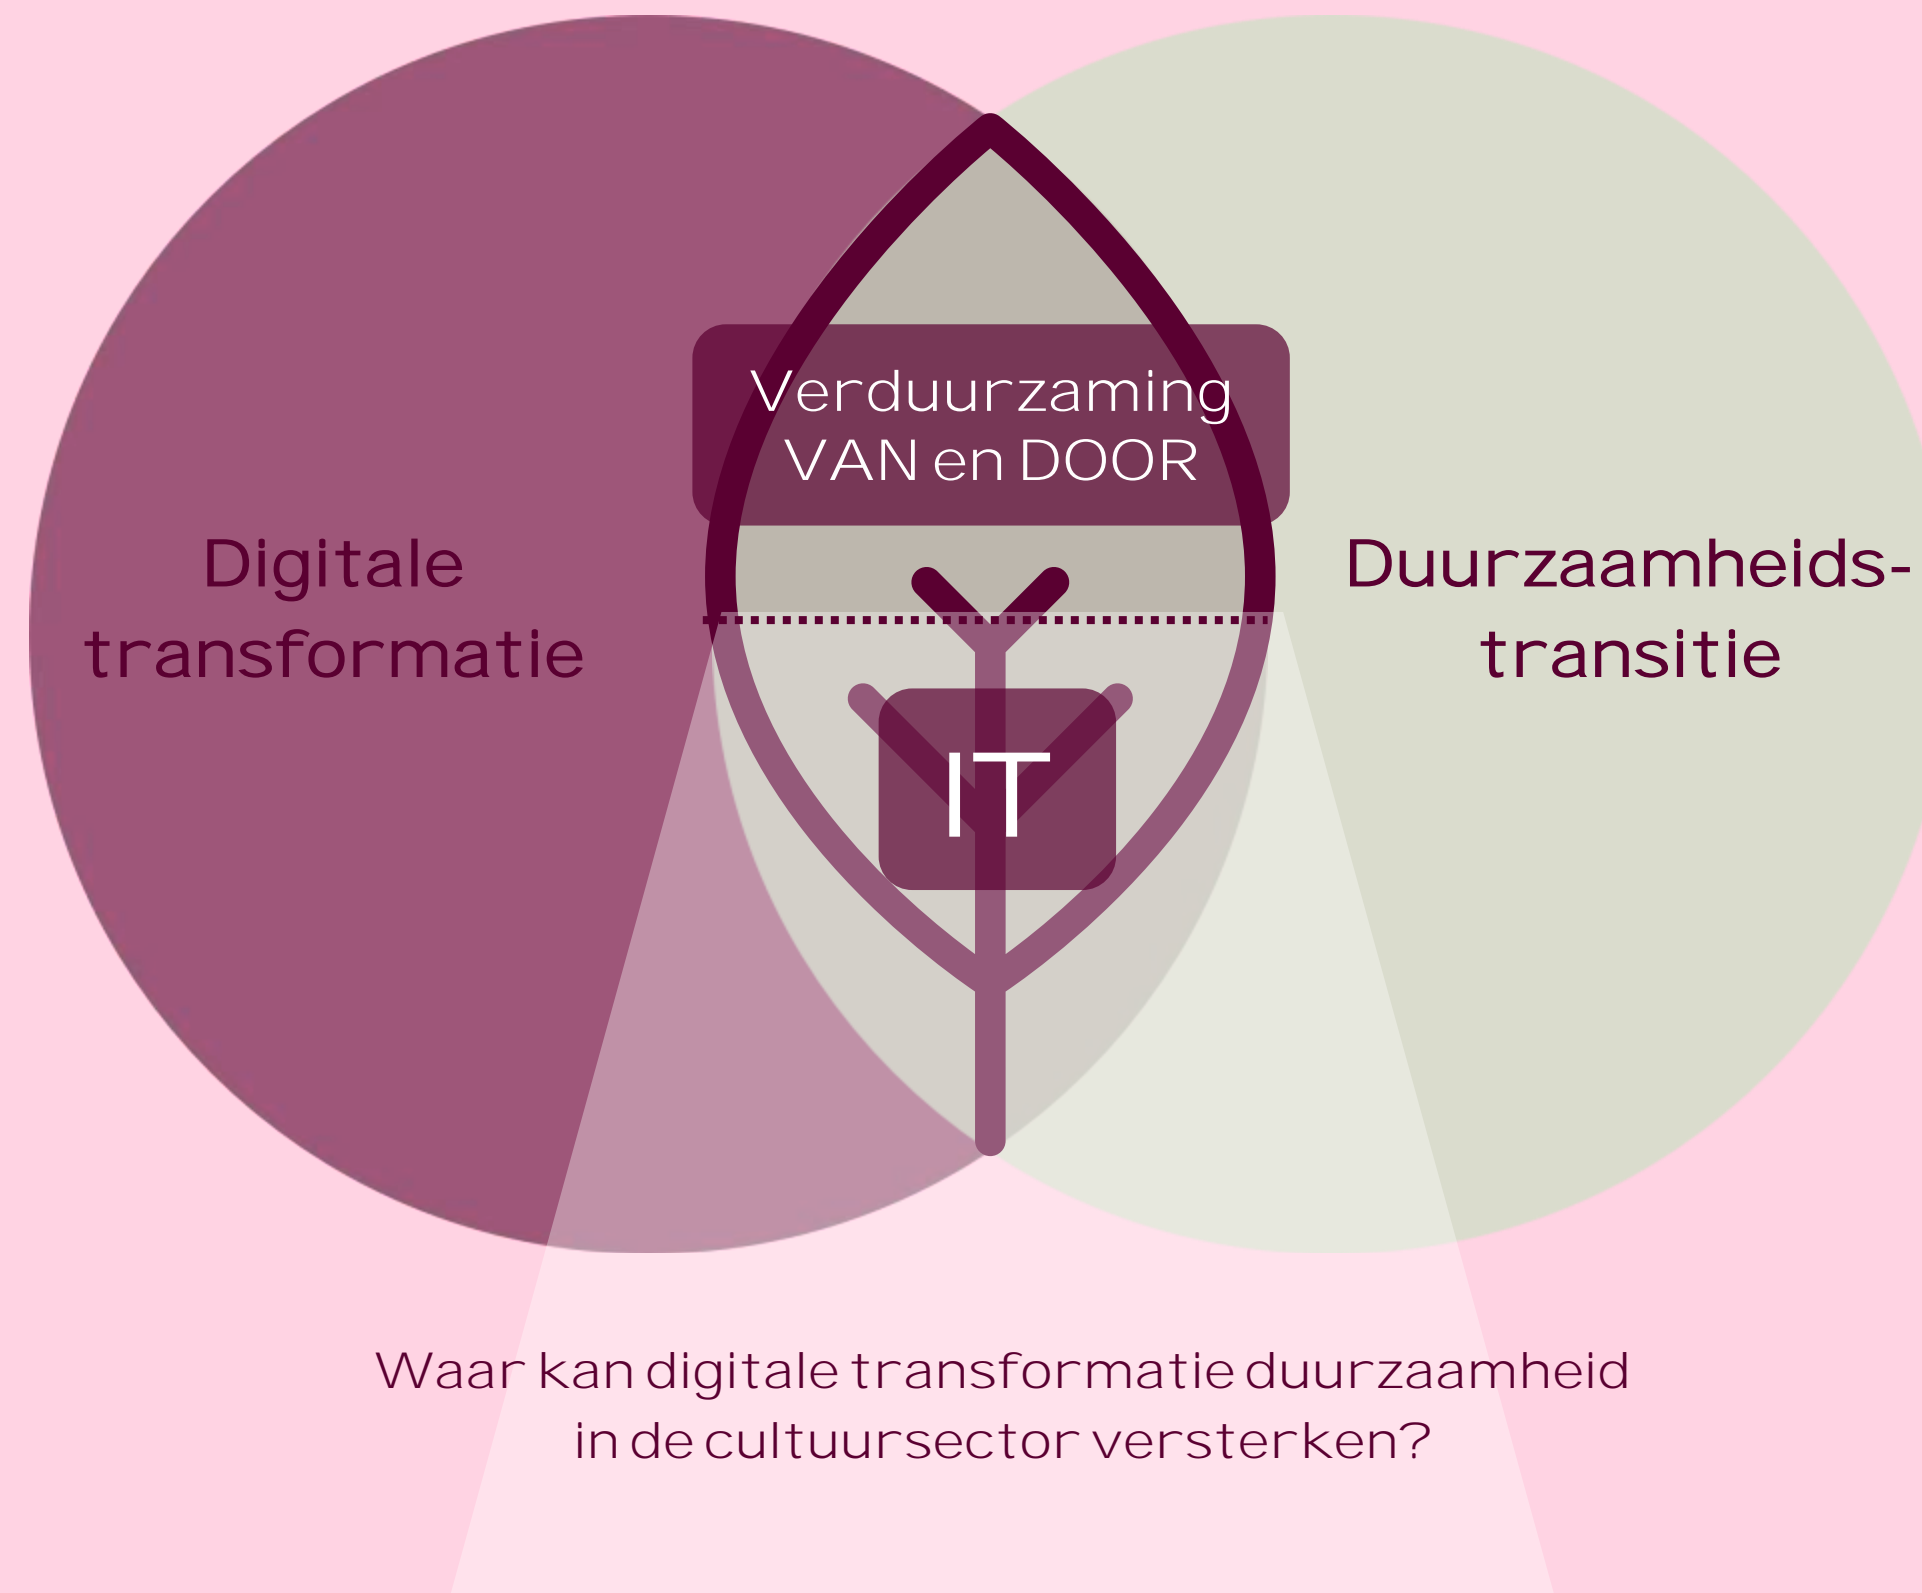 Verduurzaming
VAN en DOOR
Digitale
transformatie
Duurzaamheids-
transitie
IT
Waar kan digitale transformatie duurzaamheid
in de cultuursector versterken?